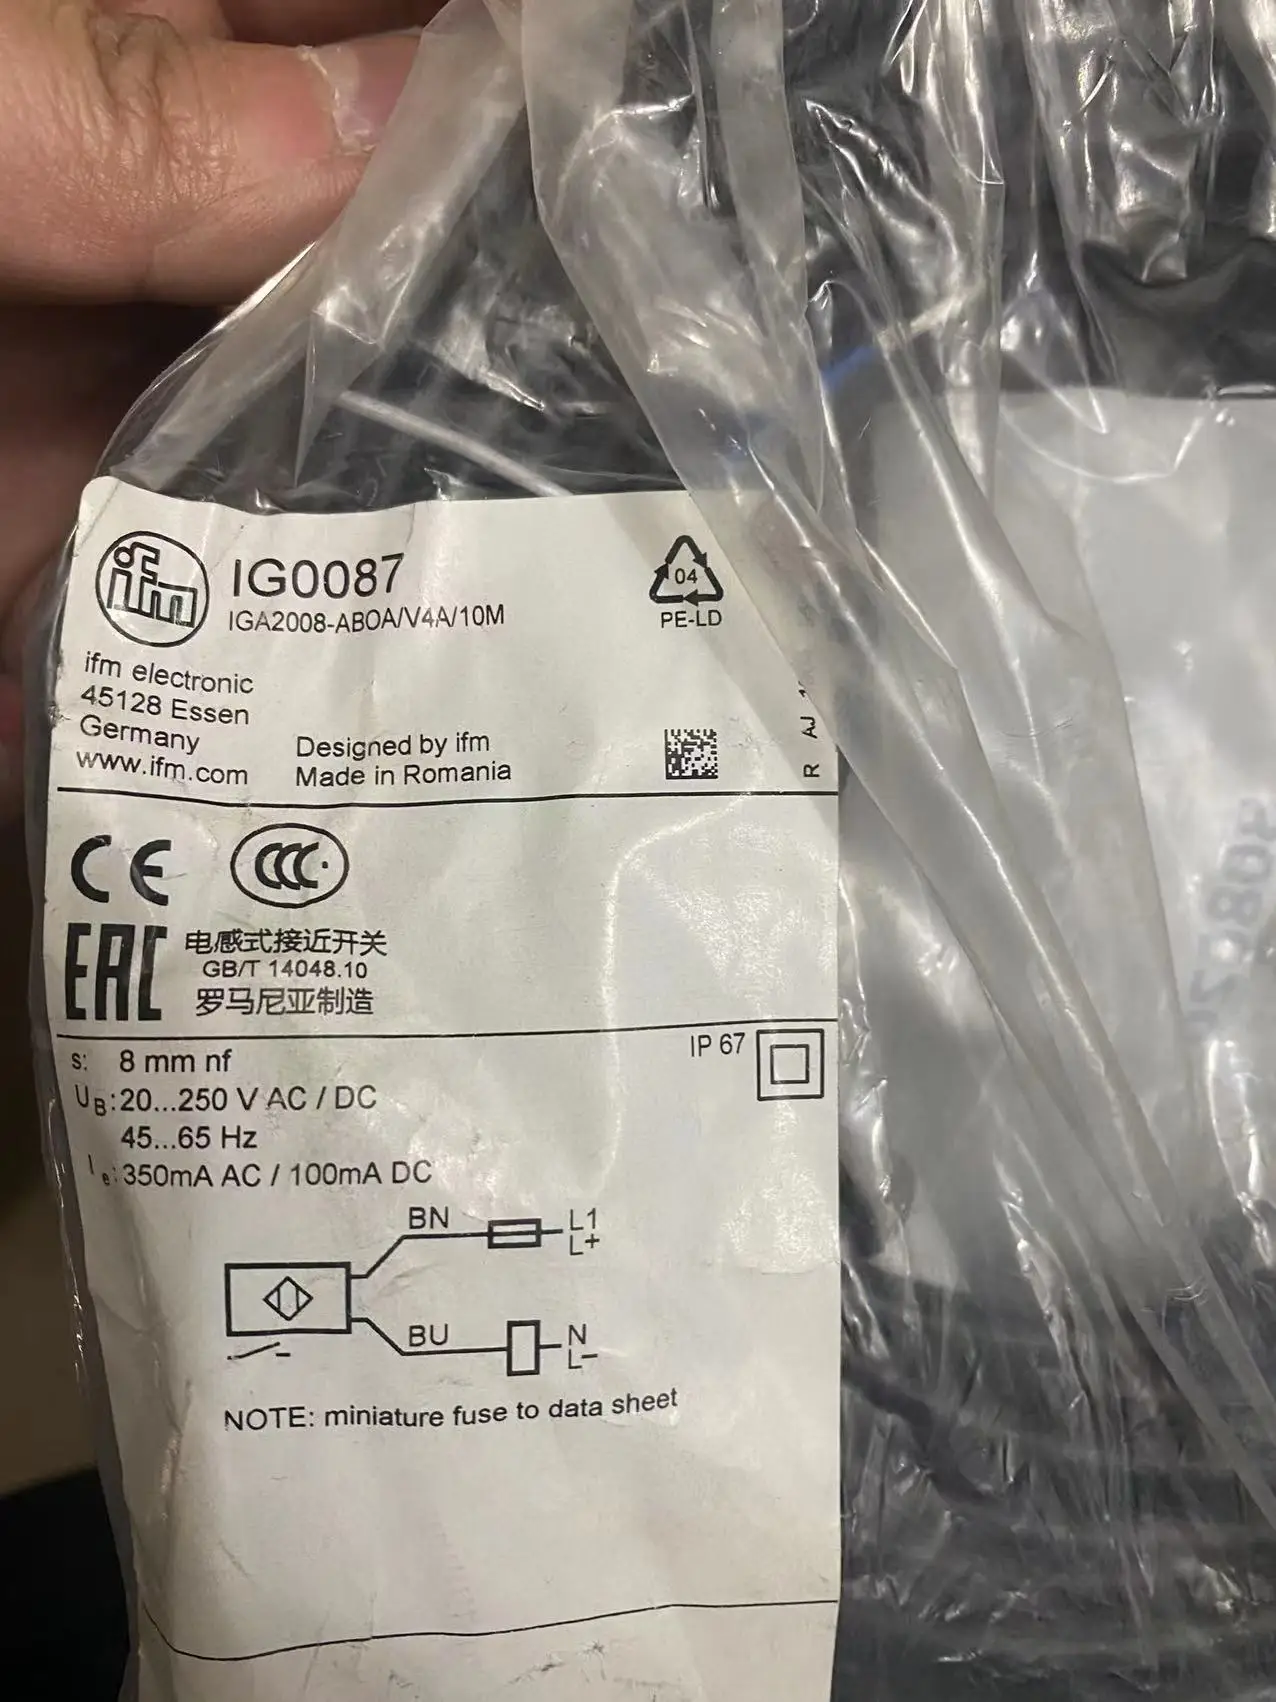 ifm
IG0087
IGA2008-ABOA/V4A/10M
04
PE-LD
ifm electronic
45128 Essen
Germany
www.ifm.com
Designed by ifm
Made in Romania
R AJ
CE
CCC
EAC
电感式接近开关
GB/T 14048.10
罗马尼亚制造
s: 8 mm nf
IP 67
UB: 20...250 V AC / DC
45...65 Hz
Ie: 350mA AC / 100mA DC
BN
L1
L+
BU
N
L-
NOTE: miniature fuse to data sheet